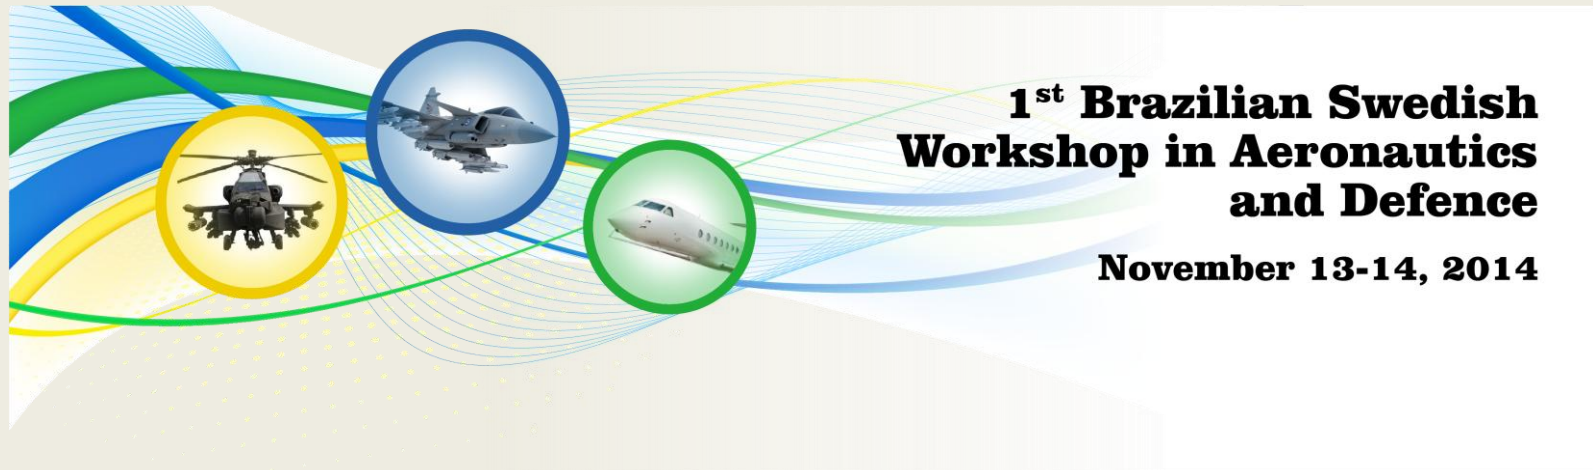 1st Brazilian Swedish
Workshop in Aeronautics
and Defence
November 13-14, 2014